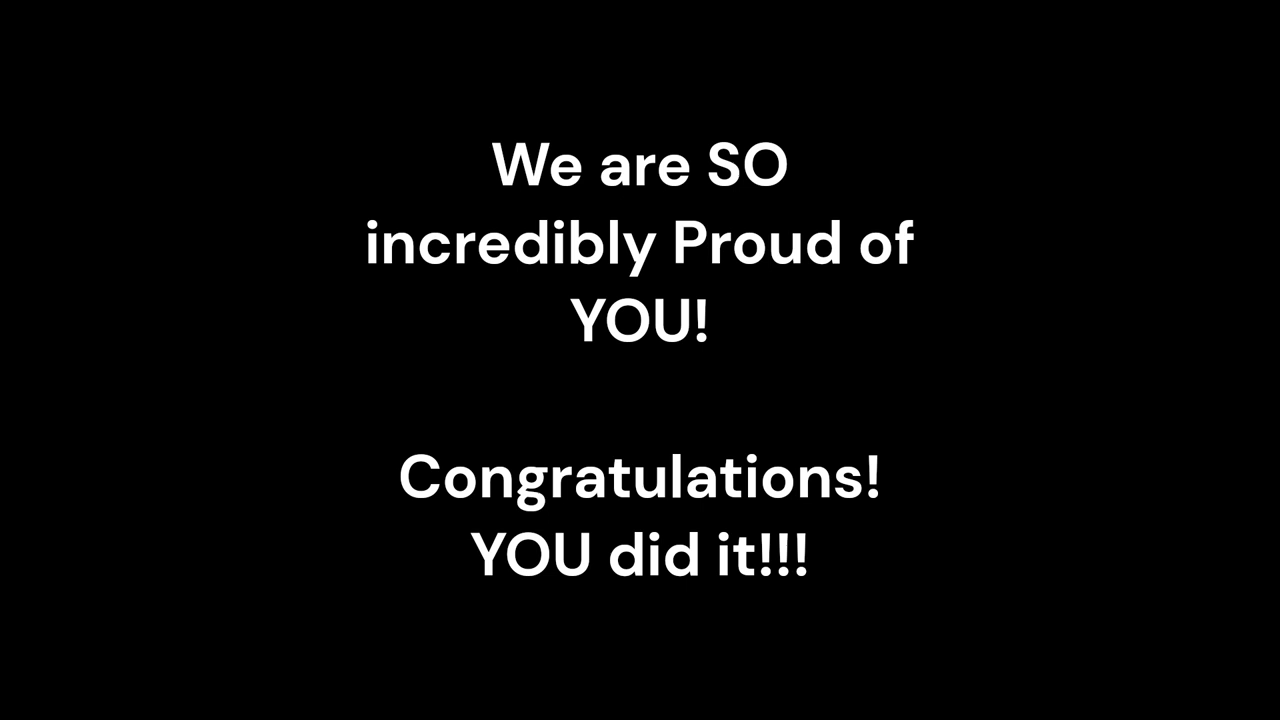 We are SO
incredibly Proud of
YOU!
Congratulations!
YOU did it!!!